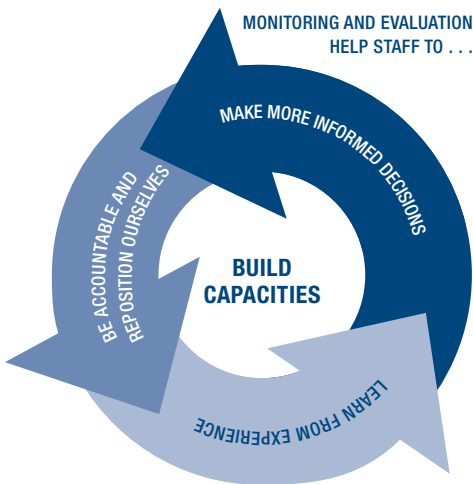 MONITORING AND EVALUATION
HELP STAFF TO . . .
MAKE MORE INFORMED DECISIONS
BE ACCOUNTABLE AND
REPOSITION OURSELVES
BUILD
CAPACITIES
LEARN FROM EXPERIENCE